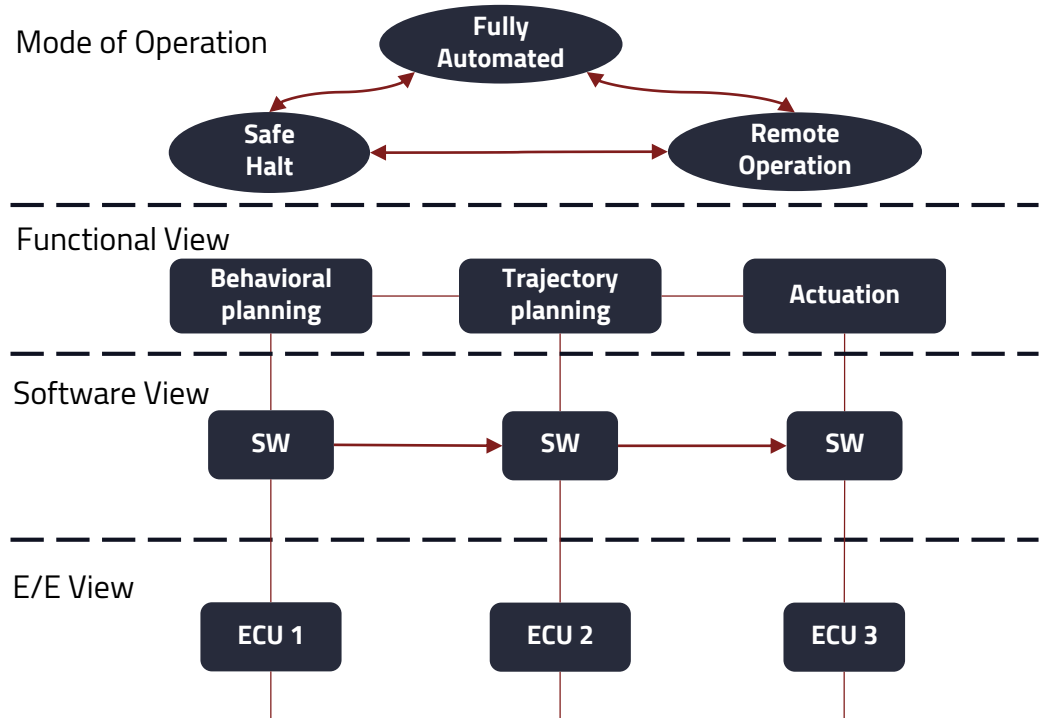 Mode of Operation
Fully
Automated
Safe
Halt
Remote
Operation
Functional View
Behavioral
planning
Trajectory
planning
Actuation
Software View
SW
SW
SW
E/E View
ECU 1
ECU 2
ECU 3